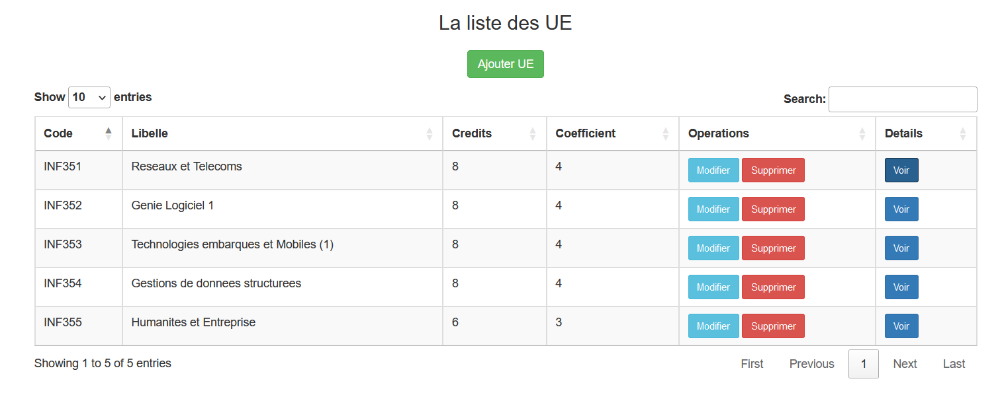 La liste des UE
Ajouter UE
Show 10 entries Search:
Code Libelle Credits Coefficient Operations Details
INF351 Reseaux et Telecoms 8 4 Modifier Supprimer Voir
INF352 Genie Logiciel 1 8 4 Modifier Supprimer Voir
INF353 Technologies embarques et Mobiles (1) 8 4 Modifier Supprimer Voir
INF354 Gestions de donnees structurees 8 4 Modifier Supprimer Voir
INF355 Humanites et Entreprise 6 3 Modifier Supprimer Voir
Showing 1 to 5 of 5 entries First Previous 1 Next Last